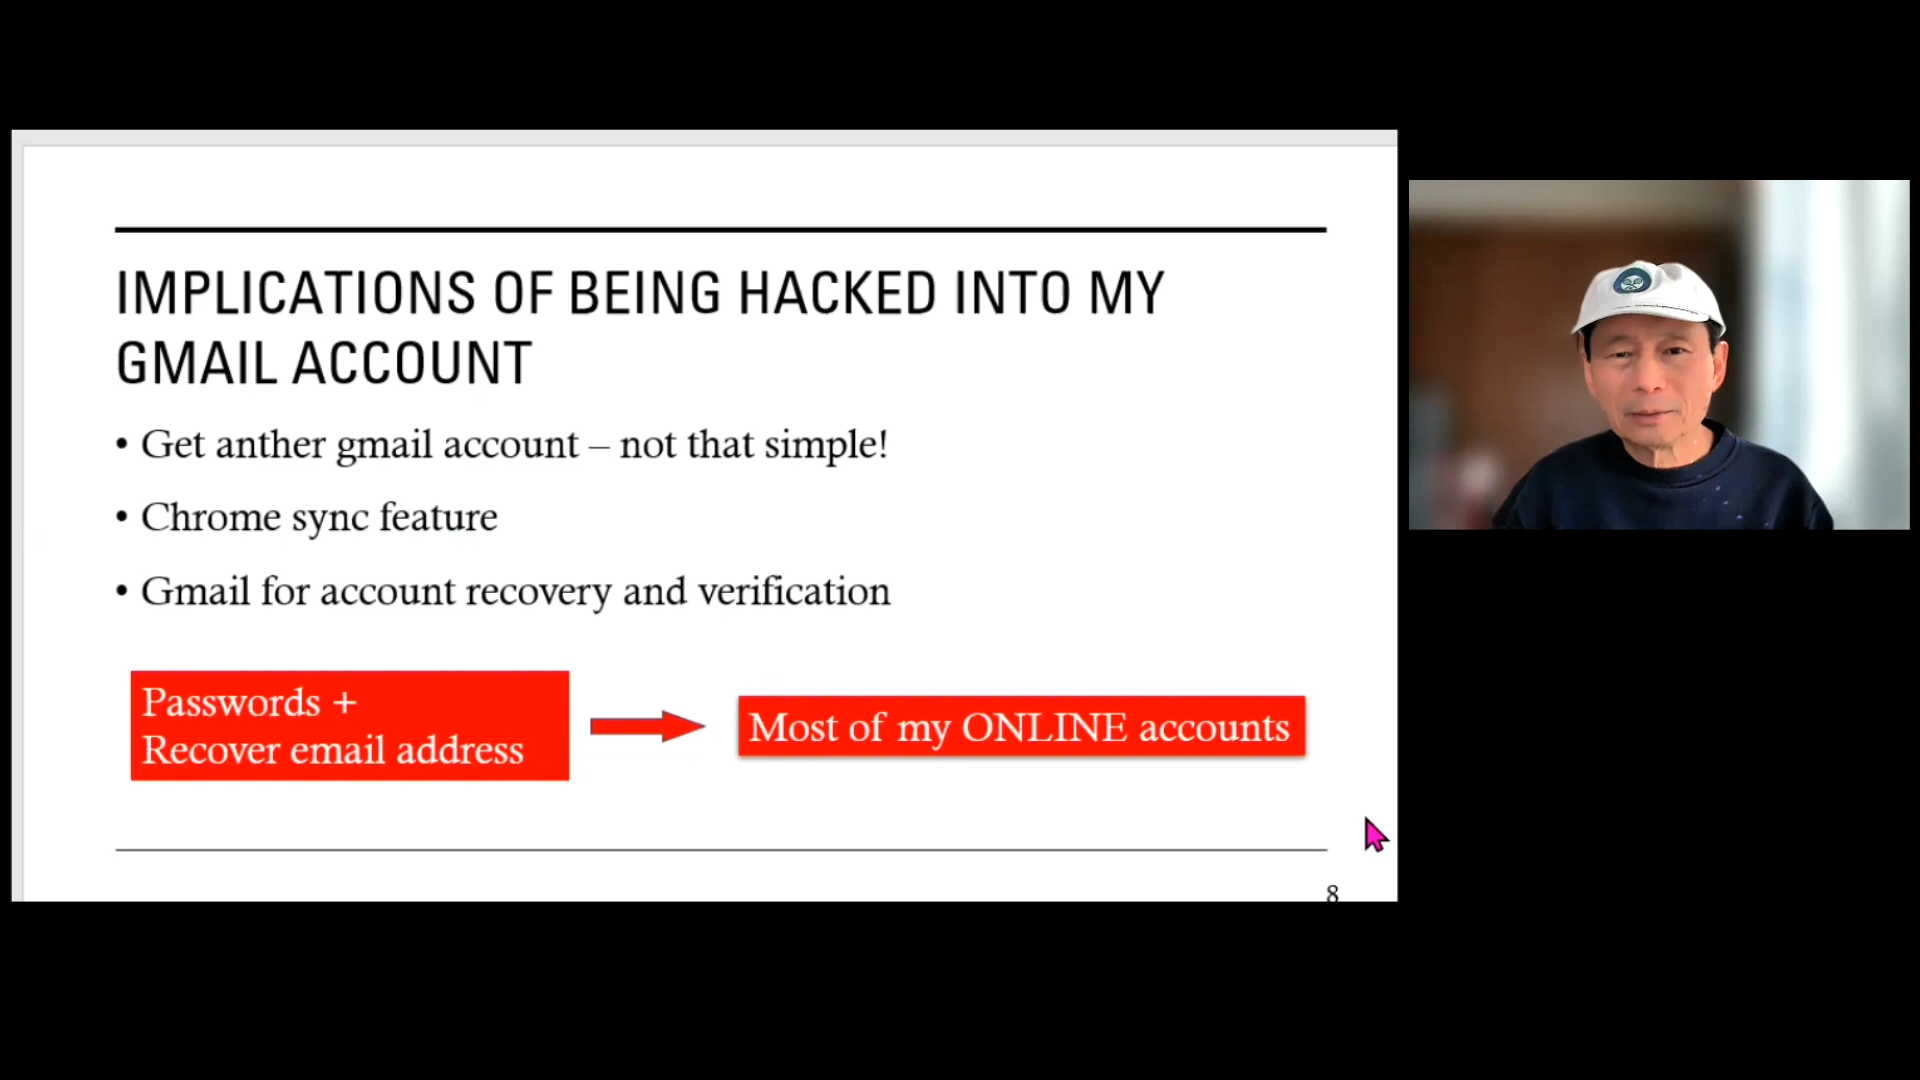 IMPLICATIONS OF BEING HACKED INTO MY
GMAIL ACCOUNT
• Get anther gmail account – not that simple!
• Chrome sync feature
• Gmail for account recovery and verification
Passwords +
Recover email address
Most of my ONLINE accounts
8